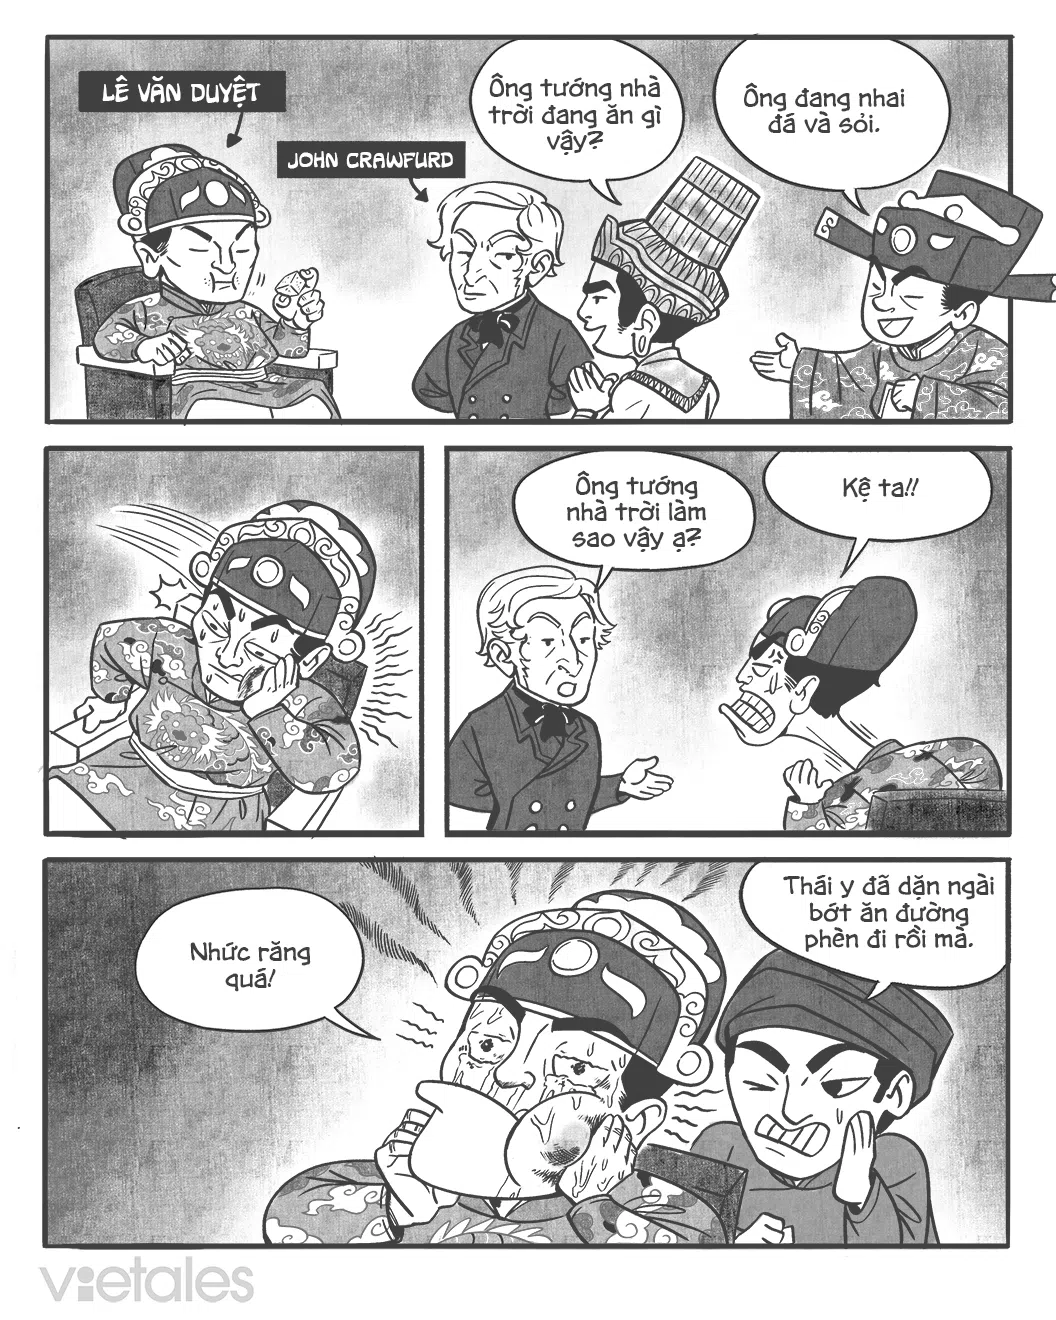 LÊ VĂN DUYỆT
JOHN CRAWFURD
Ông tướng nhà
trời đang ăn gì
vậy?
Ông đang nhai
đá và sỏi.
Ông tướng
nhà trời làm
sao vậy ạ?
Kệ ta!!
Nhức răng
quá!
Thái y đã dặn ngài
bớt ăn đường
phèn đi rồi mà.
vietales